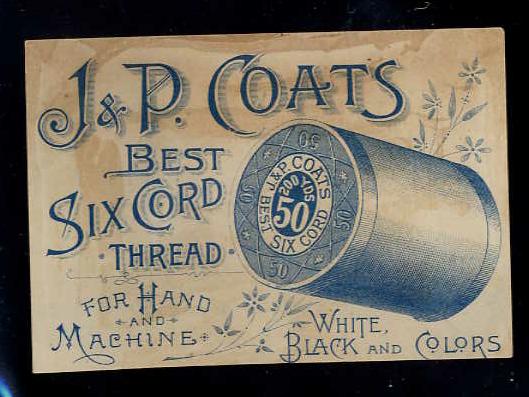 J & P. COATS
BEST
SIX CORD
· THREAD ·
FOR HAND
AND
MACHINE
J. & P. COATS
200 YDS
50
BEST SIX CORD
50
50
50
50
WHITE,
BLACK AND COLORS